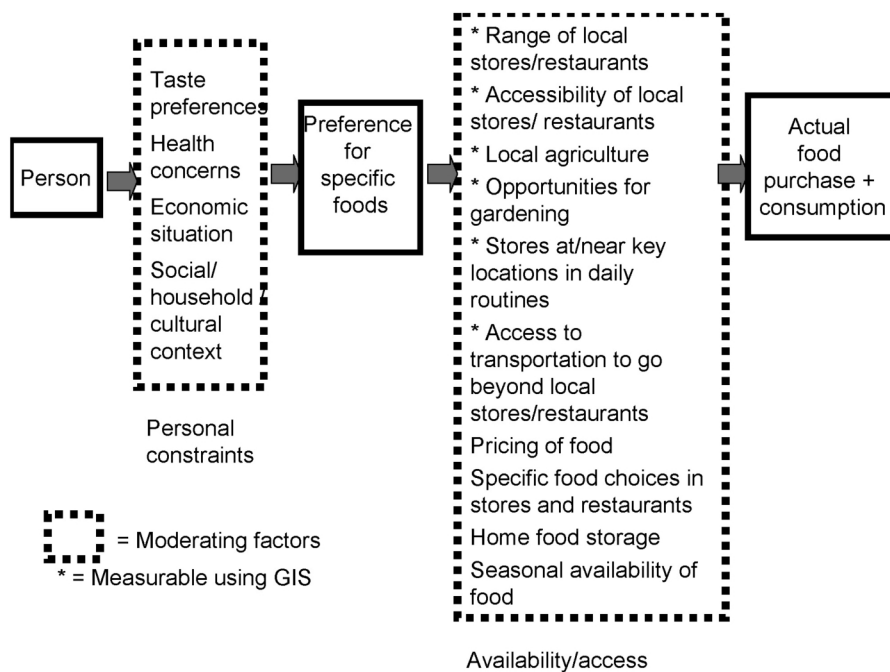 Person
Taste
preferences
Health
concerns
Economic
situation
Social/
household /
cultural
context
Personal
constraints
Preference
for
specific
foods
* Range of local
stores/restaurants
* Accessibility of local
stores/ restaurants
* Local agriculture
* Opportunities for
gardening
* Stores at/near key
locations in daily
routines
* Access to
transportation to go
beyond local
stores/restaurants
Pricing of food
Specific food choices in
stores and restaurants
Home food storage
Seasonal availability of
food
Availability/access
Actual
food
purchase +
consumption
= Moderating factors
* = Measurable using GIS